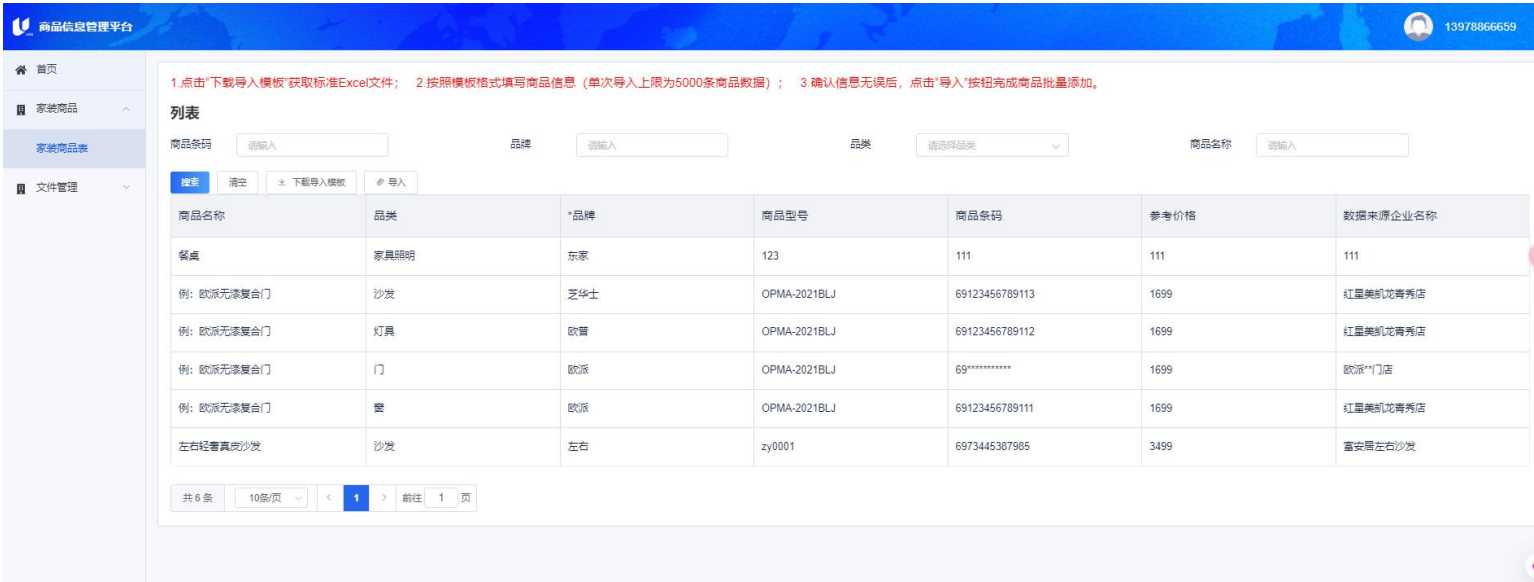 商品信息管理平台
13978866659
首页
家装商品
家装商品表
文件管理
1.点击"下载导入模板"获取标准Excel文件； 2.按照模板格式填写商品信息（单次导入上限为5000条商品数据）； 3.确认信息无误后，点击"导入"按钮完成商品批量添加。
列表
商品条码 请输入 品牌 请输入 品类 请选择品类 商品名称 请输入
搜索 清空 下载导入模板 导入
商品名称 品类 *品牌 商品型号 商品条码 参考价格 数据来源企业名称
餐桌 家具照明 东家 123 111 111 111
例：欧派无漆复合门 沙发 芝华士 OPMA-2021BLJ 69123456789113 1699 红星美凯龙青秀店
例：欧派无漆复合门 灯具 欧普 OPMA-2021BLJ 69123456789112 1699 红星美凯龙青秀店
例：欧派无漆复合门 门 欧派 OPMA-2021BLJ 69*********** 1699 欧派**门店
例：欧派无漆复合门 窗 欧派 OPMA-2021BLJ 69123456789111 1699 红星美凯龙青秀店
左右轻奢真皮沙发 沙发 左右 zy0001 6973445387985 3499 富安居左右沙发
共 6 条 10条/页 1 前往 1 页